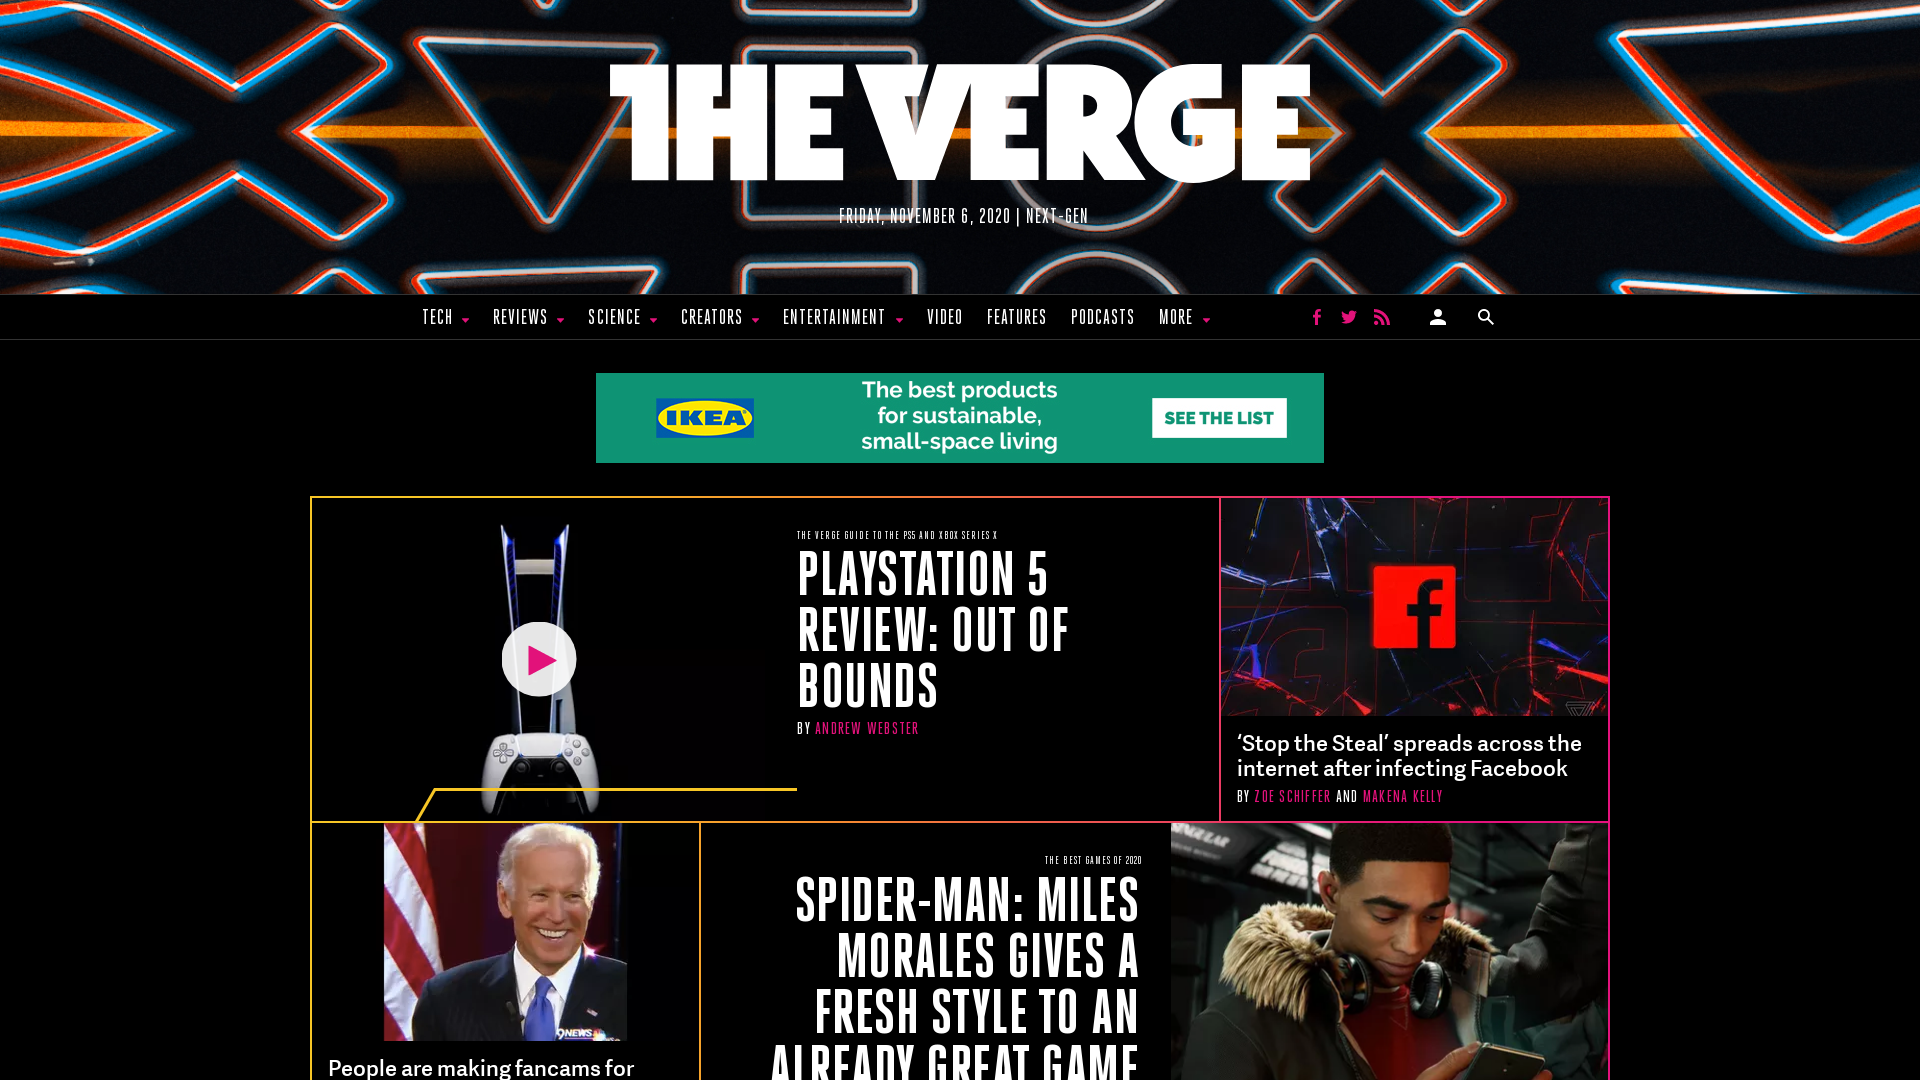 THE VERGE
FRIDAY, NOVEMBER 6, 2020 | NEXT-GEN
TECH REVIEWS SCIENCE CREATORS ENTERTAINMENT VIDEO FEATURES PODCASTS MORE
IKEA
The best products
for sustainable,
small-space living
SEE THE LIST
THE VERGE GUIDE TO THE PS5 AND XBOX SERIES X
PLAYSTATION 5
REVIEW: OUT OF
BOUNDS
BY ANDREW WEBSTER
‘Stop the Steal’ spreads across the
internet after infecting Facebook
BY ZOE SCHIFFER AND MAKENA KELLY
9NEWS
People are making fancams for
THE BEST GAMES OF 2020
SPIDER-MAN: MILES
MORALES GIVES A
FRESH STYLE TO AN
ALREADY GREAT GAME